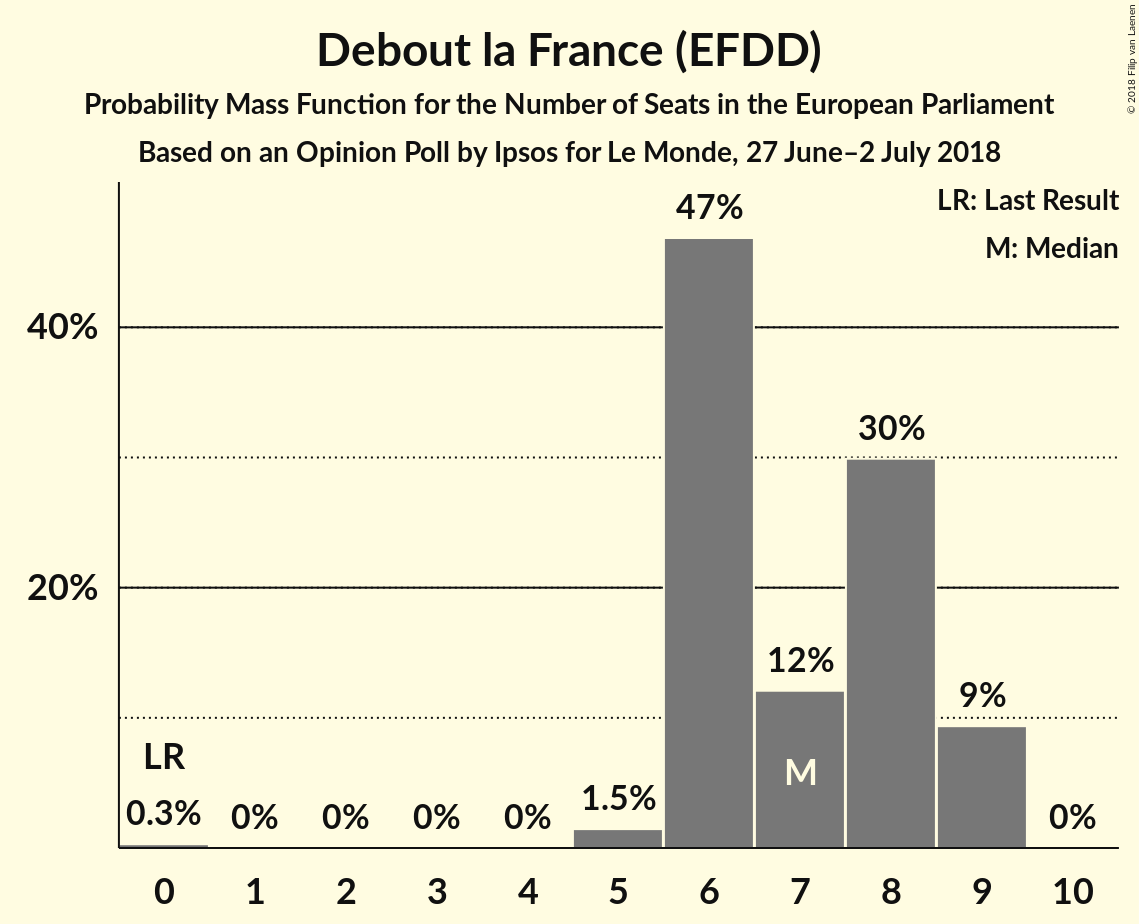 Debout la France (EFDD)
Probability Mass Function for the Number of Seats in the European Parliament
Based on an Opinion Poll by Ipsos for Le Monde, 27 June–2 July 2018
© 2018 Filip van Laenen
LR: Last Result
M: Median
47%
40%
30%
20%
12%
9%
LR
M
0.3%
0%
0%
0%
0%
1.5%
0%
0 1 2 3 4 5 6 7 8 9 10